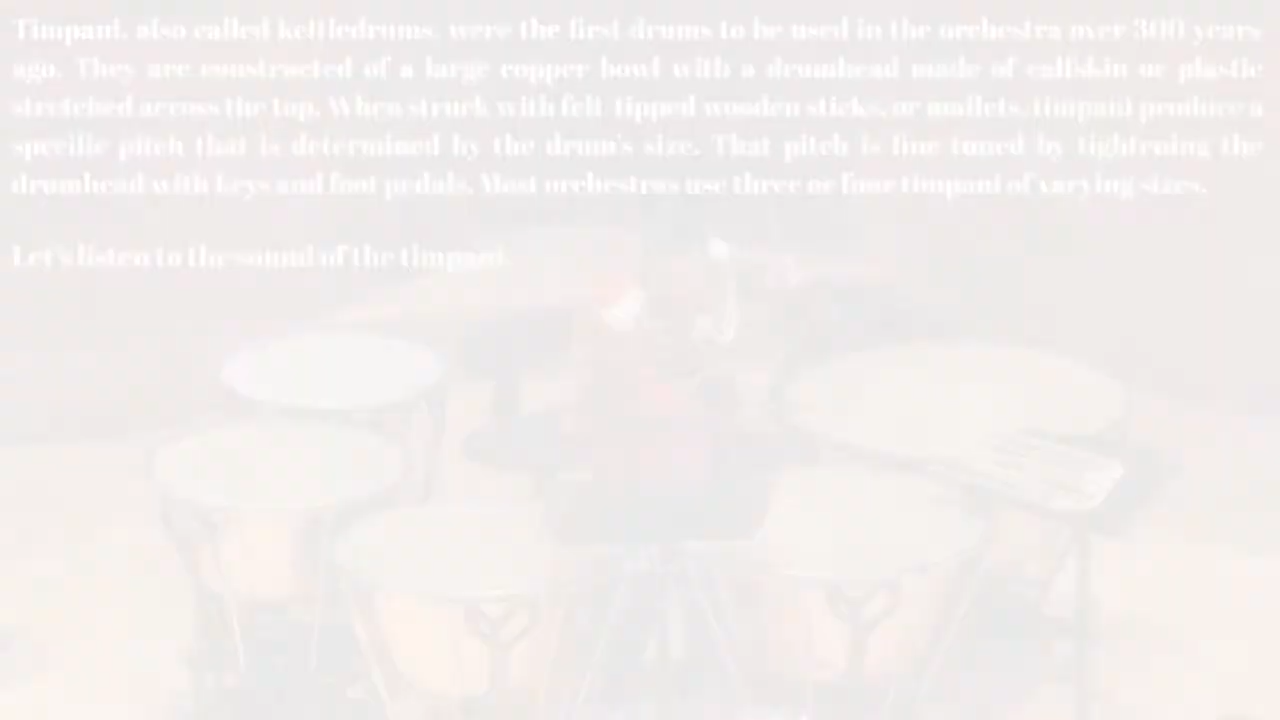 Timpani, also called kettledrums, were the first drums to be used in the orchestra over 300 years
ago. They are constructed of a large copper bowl with a drumhead made of calfskin or plastic
stretched across the top. When struck with felt-tipped wooden sticks, or mallets, timpani produce a
specific pitch that is determined by the drum's size. That pitch is fine tuned by tightening the
drumhead with keys and foot pedals. Most orchestras use three or four timpani of varying sizes.
Let's listen to the sound of the timpani.